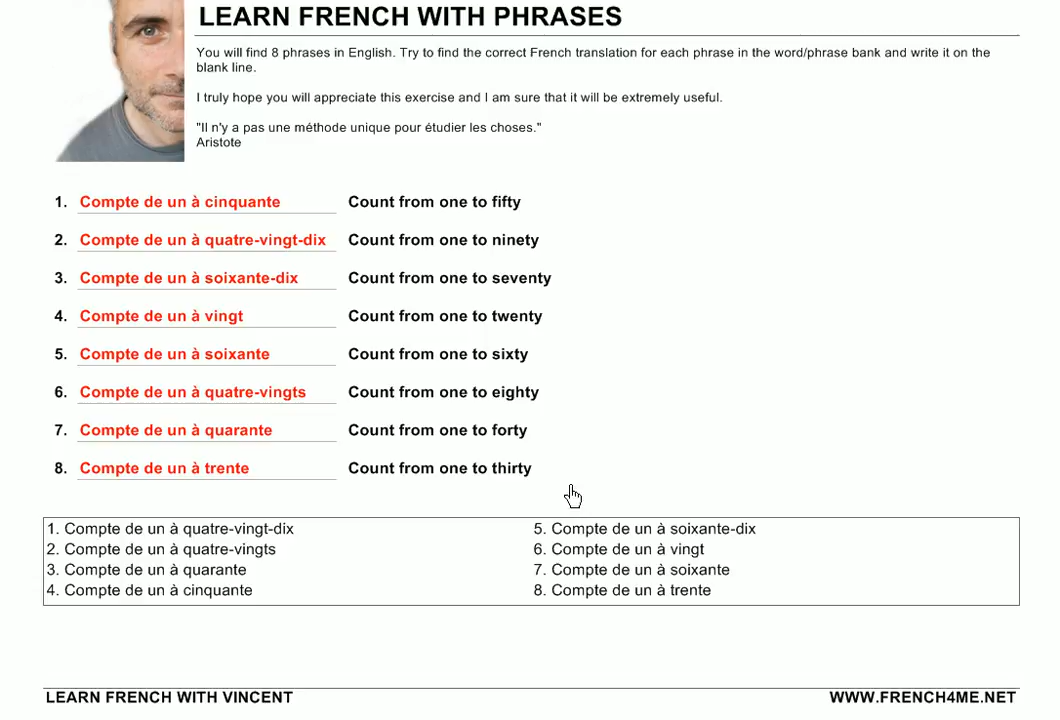 LEARN FRENCH WITH PHRASES
You will find 8 phrases in English. Try to find the correct French translation for each phrase in the word/phrase bank and write it on the
blank line.
I truly hope you will appreciate this exercise and I am sure that it will be extremely useful.
"Il n'y a pas une méthode unique pour étudier les choses."
Aristote
1. Compte de un à cinquante Count from one to fifty
2. Compte de un à quatre-vingt-dix Count from one to ninety
3. Compte de un à soixante-dix Count from one to seventy
4. Compte de un à vingt Count from one to twenty
5. Compte de un à soixante Count from one to sixty
6. Compte de un à quatre-vingts Count from one to eighty
7. Compte de un à quarante Count from one to forty
8. Compte de un à trente Count from one to thirty
1. Compte de un à quatre-vingt-dix
2. Compte de un à quatre-vingts
3. Compte de un à quarante
4. Compte de un à cinquante
5. Compte de un à soixante-dix
6. Compte de un à vingt
7. Compte de un à soixante
8. Compte de un à trente
LEARN FRENCH WITH VINCENT WWW.FRENCH4ME.NET